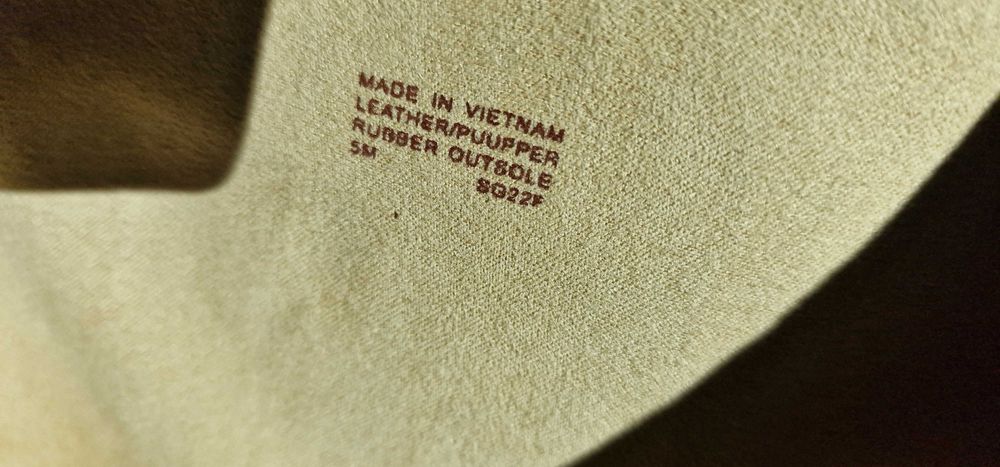 MADE IN VIETNAM
LEATHER/PUUPPER
RUBBER OUTSOLE
5M
SG22F